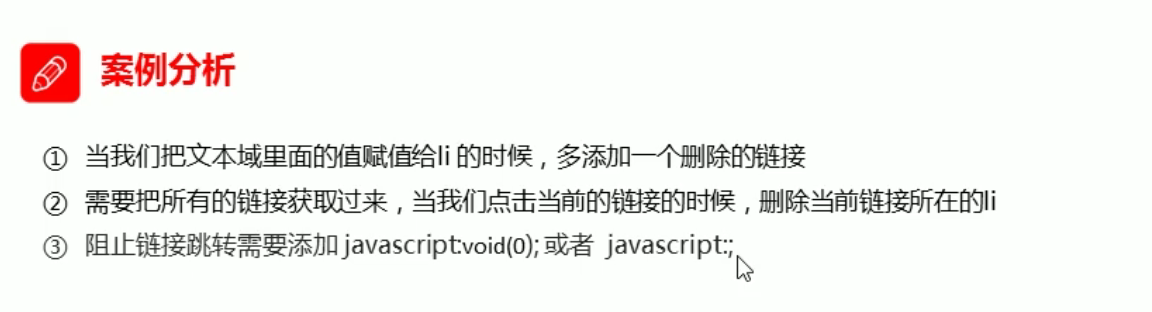 案例分析
① 当我们把文本域里面的值赋值给li 的时候，多添加一个删除的链接
② 需要把所有的链接获取过来，当我们点击当前的链接的时候，删除当前链接所在的li
③ 阻止链接跳转需要添加 javascript:void(0); 或者 javascript:;